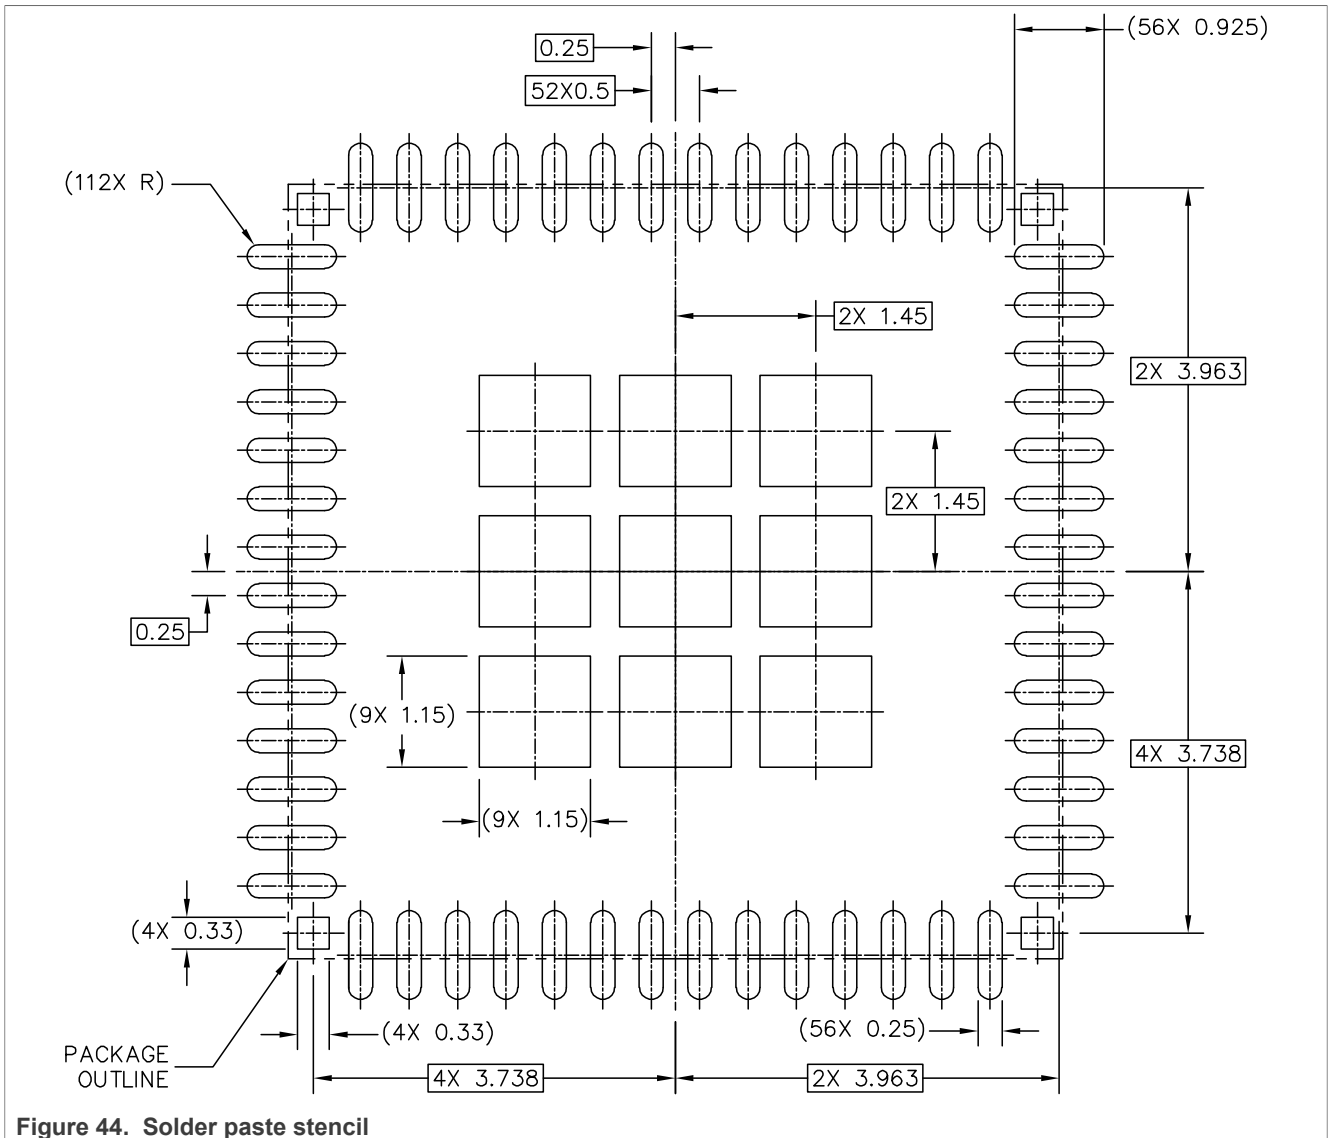 (56X 0.925)
0.25
52X0.5
(112X R)
2X 1.45
2X 3.963
2X 1.45
0.25
(9X 1.15)
4X 3.738
(9X 1.15)
(4X 0.33)
(4X 0.33)
(56X 0.25)
PACKAGE
OUTLINE
4X 3.738
2X 3.963
Figure 44. Solder paste stencil